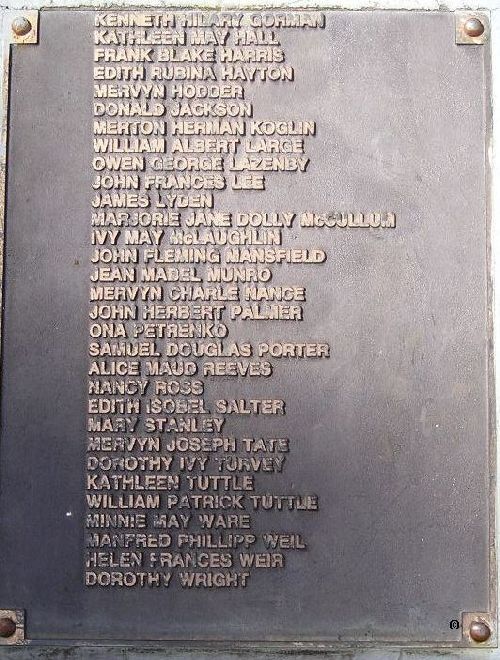 KENNETH HILARY GORMAN
KATHLEEN MAY HALL
FRANK BLAKE HARRIS
EDITH RUBINA HAYTON
MERVYN HODDER
DONALD JACKSON
MERTON HERMAN KOGLIN
WILLIAM ALBERT LARGE
OWEN GEORGE LAZENBY
JOHN FRANCES LEE
JAMES LYDEN
MARJORIE JANE DOLLY McCULLUM
IVY MAY McLAUGHLIN
JOHN FLEMING MANSFIELD
JEAN MABEL MUNRO
MERVYN CHARLE NANCE
JOHN HERBERT PALMER
ONA PETRENKO
SAMUEL DOUGLAS PORTER
ALICE MAUD REEVES
NANCY ROSS
EDITH ISOBEL SALTER
MARY STANLEY
MERVYN JOSEPH TATE
DOROTHY IVY TURVEY
KATHLEEN TUTTLE
WILLIAM PATRICK TUTTLE
MINNIE MAY WARE
MANFRED PHILLIPP WEIL
HELEN FRANCES WEIR
DOROTHY WRIGHT